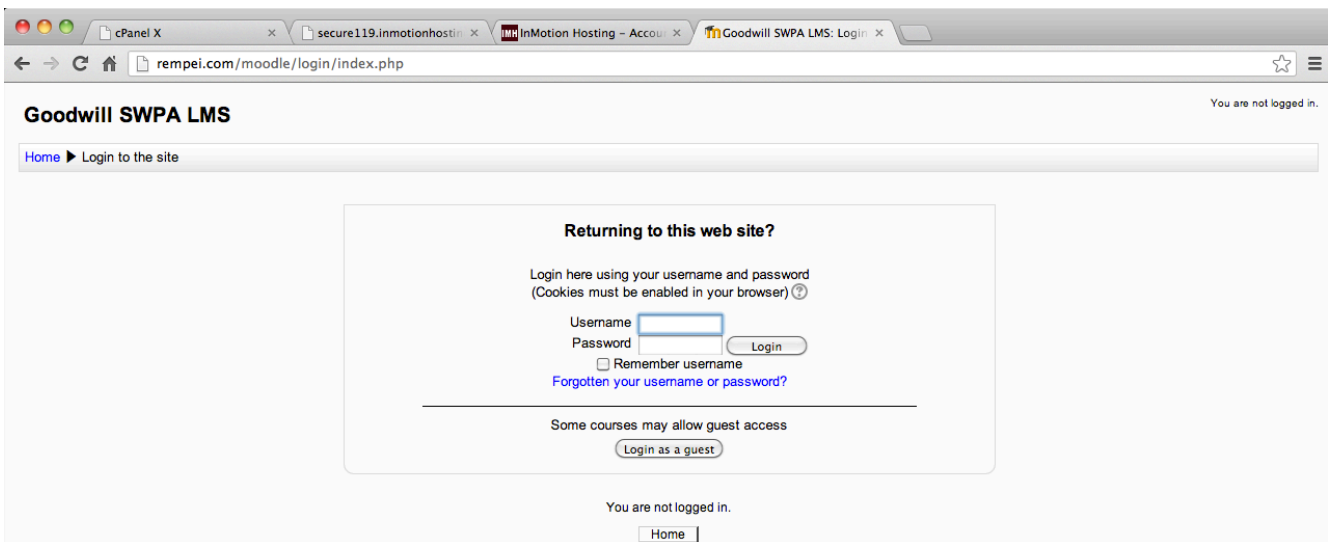 cPanel X
secure119.inmotionhostin
IMH InMotion Hosting – Accou
Goodwill SWPA LMS: Login
rempei.com/moodle/login/index.php
You are not logged in.
Goodwill SWPA LMS
Home ▶ Login to the site
Returning to this web site?
Login here using your username and password
(Cookies must be enabled in your browser) ?
Username
Password Login
Remember username
Forgotten your username or password?
Some courses may allow guest access
Login as a guest
You are not logged in.
Home